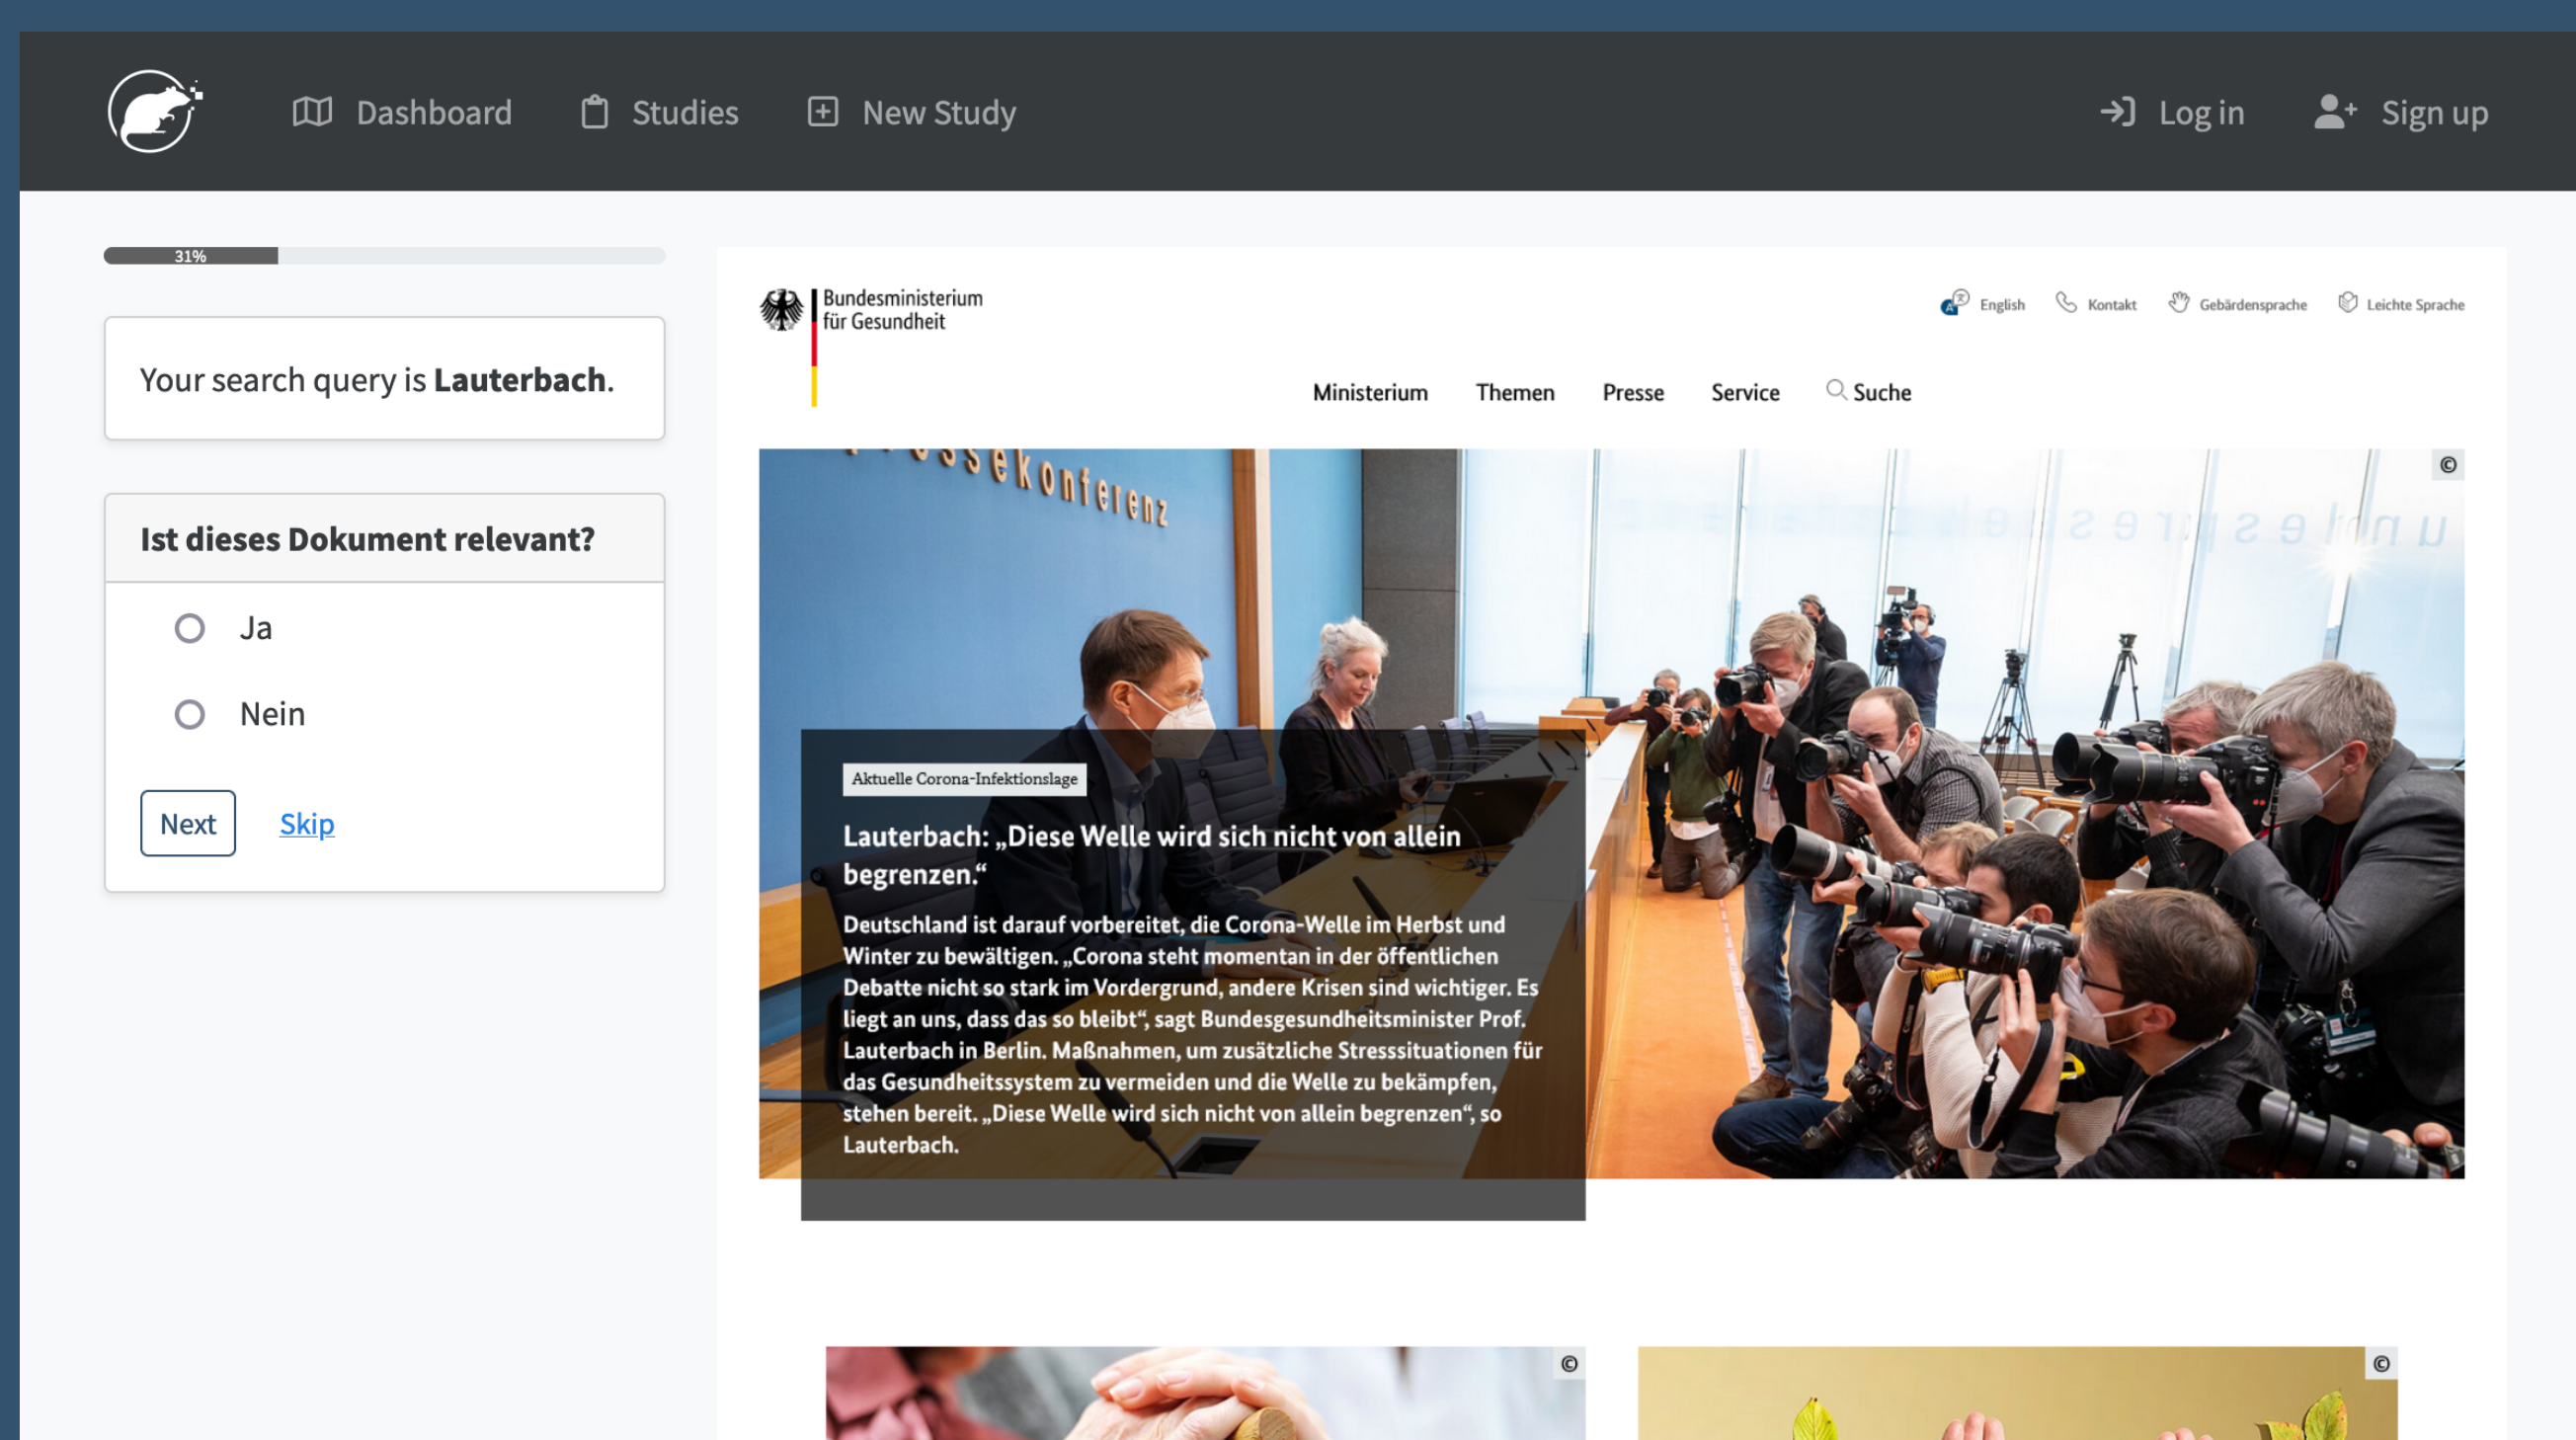 Dashboard
Studies
New Study
Log in
Sign up
31%
Your search query is Lauterbach.
Ist dieses Dokument relevant?
Ja
Nein
Next
Skip
Bundesministerium
für Gesundheit
English
Kontakt
Gebärdensprache
Leichte Sprache
Ministerium
Themen
Presse
Service
Suche
©
Aktuelle Corona-Infektionslage
Lauterbach: „Diese Welle wird sich nicht von allein
begrenzen.“
Deutschland ist darauf vorbereitet, die Corona-Welle im Herbst und
Winter zu bewältigen. „Corona steht momentan in der öffentlichen
Debatte nicht so stark im Vordergrund, andere Krisen sind wichtiger. Es
liegt an uns, dass das so bleibt“, sagt Bundesgesundheitsminister Prof.
Lauterbach in Berlin. Maßnahmen, um zusätzliche Stresssituationen für
das Gesundheitssystem zu vermeiden und die Welle zu bekämpfen,
stehen bereit. „Diese Welle wird sich nicht von allein begrenzen“, so
Lauterbach.
©
©